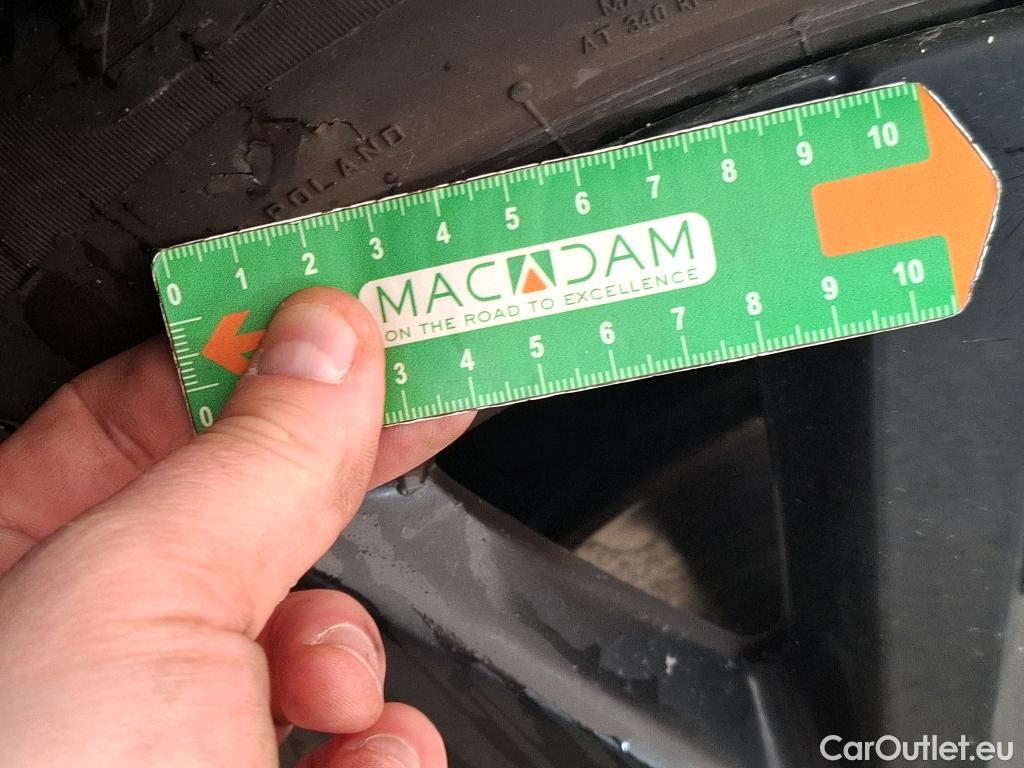 AT 340 K
POLAND
0 1 2 3 4 5 6 7 8 9 10
MACADAM
ON THE ROAD TO EXCELLENCE
0 3 4 5 6 7 8 9 10
CarOutlet.eu